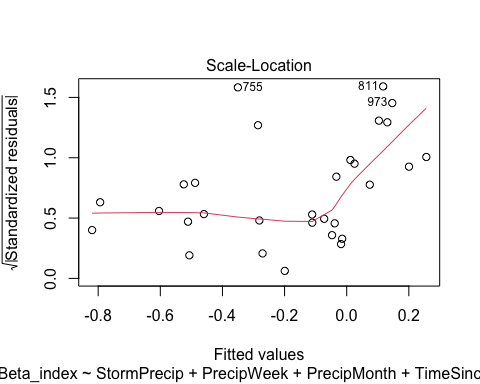 Scale-Location
√|Standardized residuals|
1.5
1.0
0.5
0.0
755
811
973
-0.8 -0.6 -0.4 -0.2 0.0 0.2
Fitted values
Beta_index ~ StormPrecip + PrecipWeek + PrecipMonth + TimeSinc